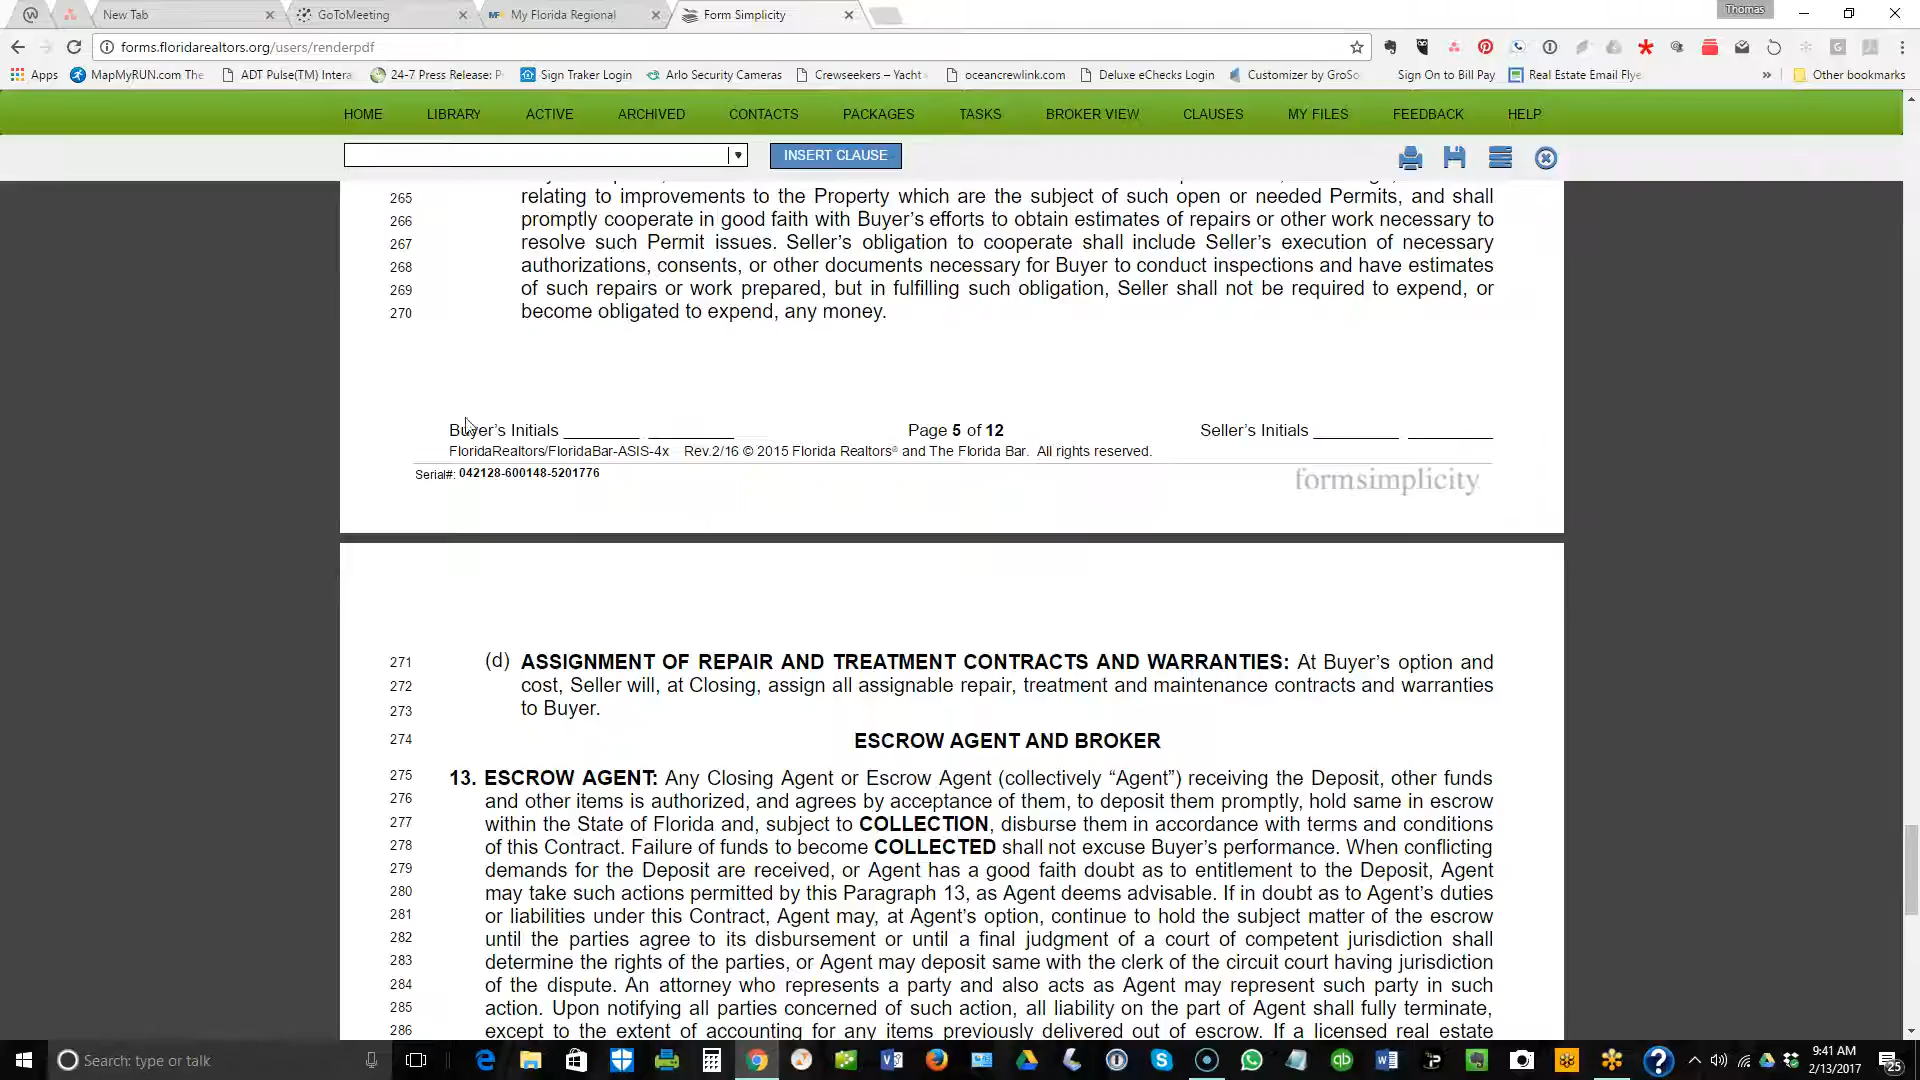 New Tab
GoToMeeting
My Florida Regional
Form Simplicity
Thomas
forms.floridarealtors.org/users/renderpdf
Apps MapMyRUN.com The ADT Pulse(TM) Intera 24-7 Press Release: P Sign Traker Login Arlo Security Cameras Crewseekers – Yacht oceancrewlink.com Deluxe eChecks Login Customizer by GroSo Sign On to Bill Pay Real Estate Email Flye » Other bookmarks
HOME LIBRARY ACTIVE ARCHIVED CONTACTS PACKAGES TASKS BROKER VIEW CLAUSES MY FILES FEEDBACK HELP
INSERT CLAUSE
265 relating to improvements to the Property which are the subject of such open or needed Permits, and shall
266 promptly cooperate in good faith with Buyer's efforts to obtain estimates of repairs or other work necessary to
267 resolve such Permit issues. Seller's obligation to cooperate shall include Seller's execution of necessary
268 authorizations, consents, or other documents necessary for Buyer to conduct inspections and have estimates
269 of such repairs or work prepared, but in fulfilling such obligation, Seller shall not be required to expend, or
270 become obligated to expend, any money.
Buyer's Initials ________ ________ Page 5 of 12 Seller's Initials ________ ________
FloridaRealtors/FloridaBar-ASIS-4x Rev.2/16 © 2015 Florida Realtors® and The Florida Bar. All rights reserved.
Serial#: 042128-600148-5201776
formsimplicity
271 (d) ASSIGNMENT OF REPAIR AND TREATMENT CONTRACTS AND WARRANTIES: At Buyer's option and
272 cost, Seller will, at Closing, assign all assignable repair, treatment and maintenance contracts and warranties
273 to Buyer.
274 ESCROW AGENT AND BROKER
275 13. ESCROW AGENT: Any Closing Agent or Escrow Agent (collectively “Agent”) receiving the Deposit, other funds
276 and other items is authorized, and agrees by acceptance of them, to deposit them promptly, hold same in escrow
277 within the State of Florida and, subject to COLLECTION, disburse them in accordance with terms and conditions
278 of this Contract. Failure of funds to become COLLECTED shall not excuse Buyer's performance. When conflicting
279 demands for the Deposit are received, or Agent has a good faith doubt as to entitlement to the Deposit, Agent
280 may take such actions permitted by this Paragraph 13, as Agent deems advisable. If in doubt as to Agent's duties
281 or liabilities under this Contract, Agent may, at Agent's option, continue to hold the subject matter of the escrow
282 until the parties agree to its disbursement or until a final judgment of a court of competent jurisdiction shall
283 determine the rights of the parties, or Agent may deposit same with the clerk of the circuit court having jurisdiction
284 of the dispute. An attorney who represents a party and also acts as Agent may represent such party in such
285 action. Upon notifying all parties concerned of such action, all liability on the part of Agent shall fully terminate,
286 except to the extent of accounting for any items previously delivered out of escrow. If a licensed real estate
Search: type or talk
9:41 AM
2/13/2017
25